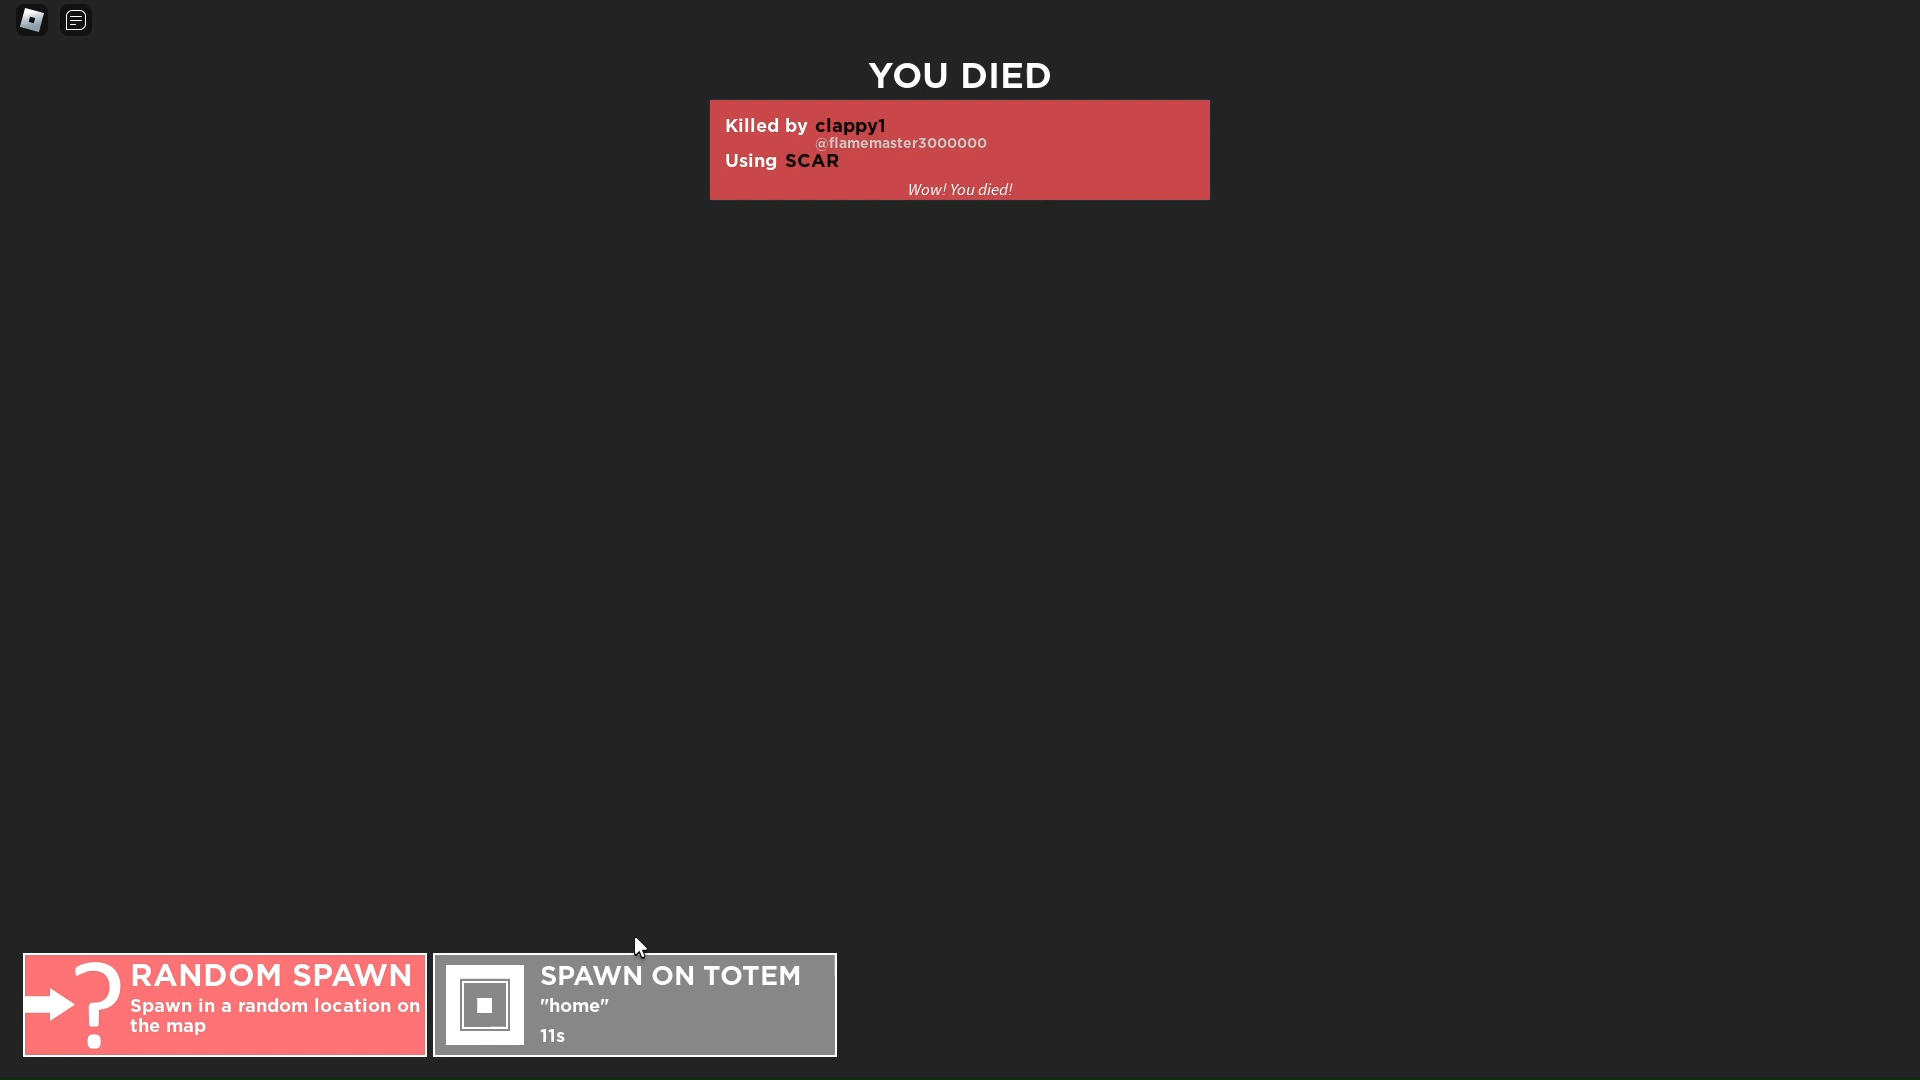 YOU DIED
Killed by clappy1
@flamemaster3000000
Using SCAR
Wow! You died!
RANDOM SPAWN
Spawn in a random location on
the map
SPAWN ON TOTEM
"home"
11s